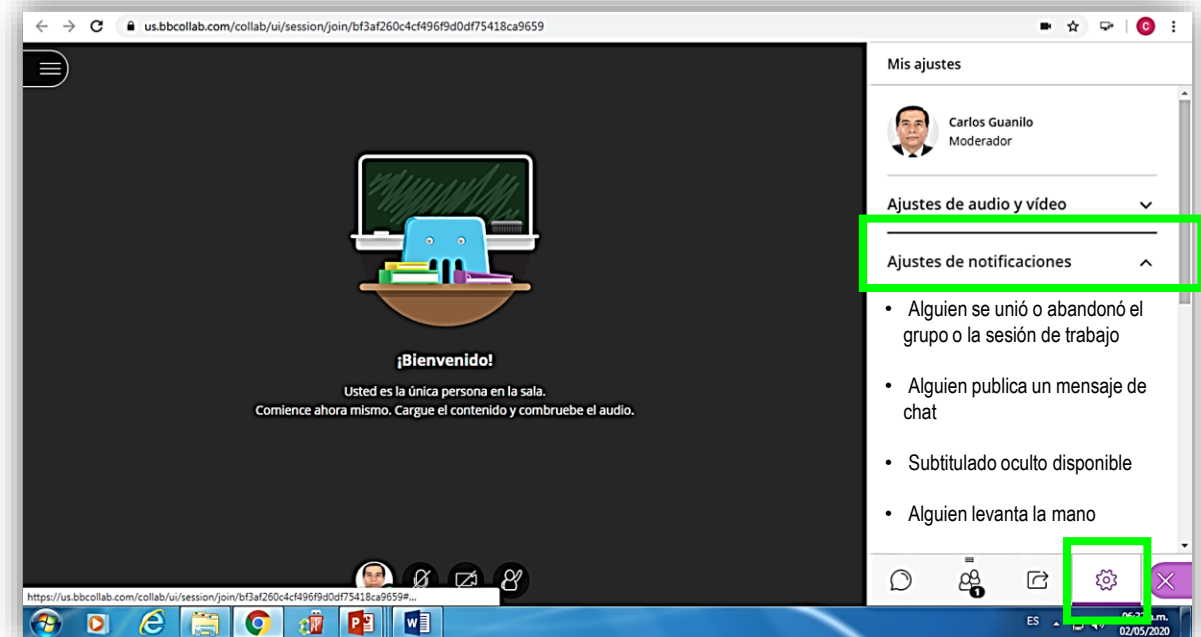 us.bbcollab.com/collab/ui/session/join/bf3af260c4cf496f9d0df75418ca9659
C
Mis ajustes
Carlos Guanilo
Moderador
Ajustes de audio y vídeo
Ajustes de notificaciones
• Alguien se unió o abandonó el
grupo o la sesión de trabajo
• Alguien publica un mensaje de
chat
• Subtitulado oculto disponible
• Alguien levanta la mano
¡Bienvenido!
Usted es la única persona en la sala.
Comience ahora mismo. Cargue el contenido y combruebe el audio.
1
https://us.bbcollab.com/collab/ui/session/join/bf3af260c4cf496f9d0df75418ca9659#...
ES
p.m.
02/05/2020